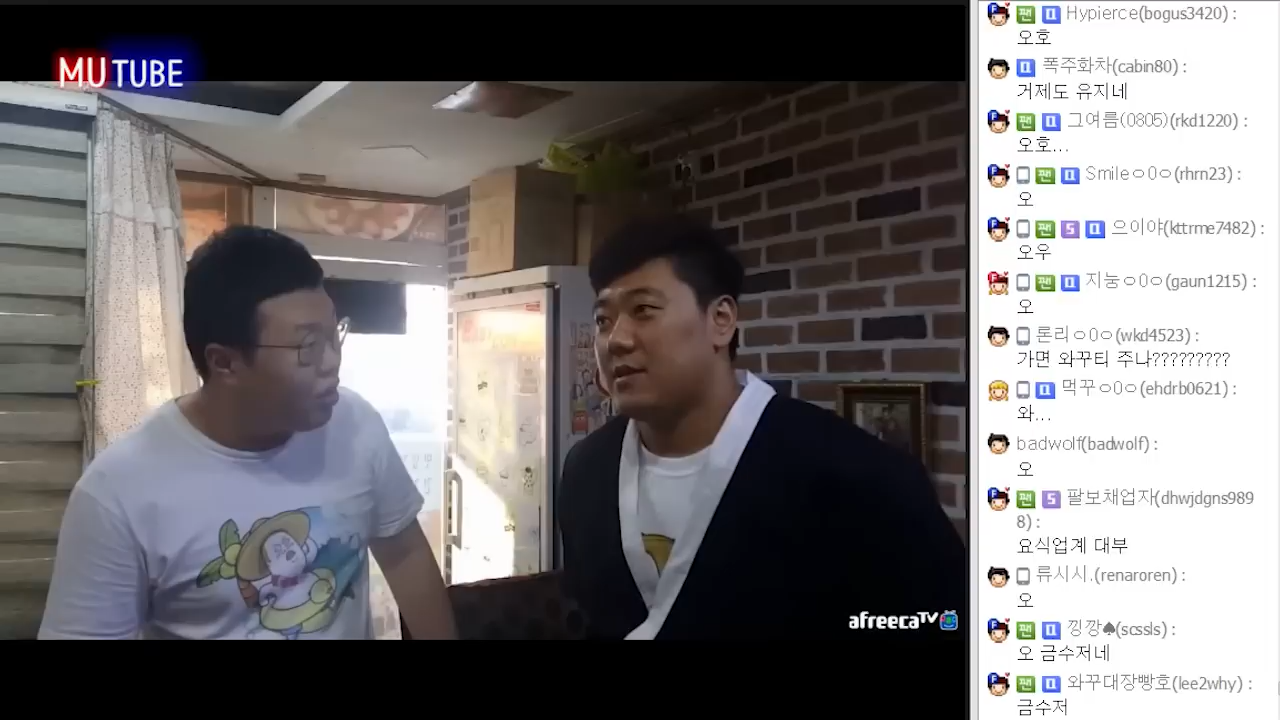 MUTUBE
afreecaTV
Hypierce(bogus3420) :
오호
폭주화차(cabin80) :
거제도 유지네
그여름(0805)(rkd1220) :
오호...
Smileㅇ0ㅇ(rhrn23) :
오
으이야(kttrme7482) :
오우
지눔ㅇ0ㅇ(gaun1215) :
오
론리ㅇ0ㅇ(wkd4523) :
가면 와꾸티 주나?????????
먹꾸ㅇ0ㅇ(ehdrb0621) :
와...
badwolf(badwolf) :
오
팔보채업자(dhwjdgns989
8) :
요식업계 대부
류시시.(renaroren) :
오
낑깡♠(scssls) :
오 금수저네
와꾸대장빵호(lee2why) :
금수저